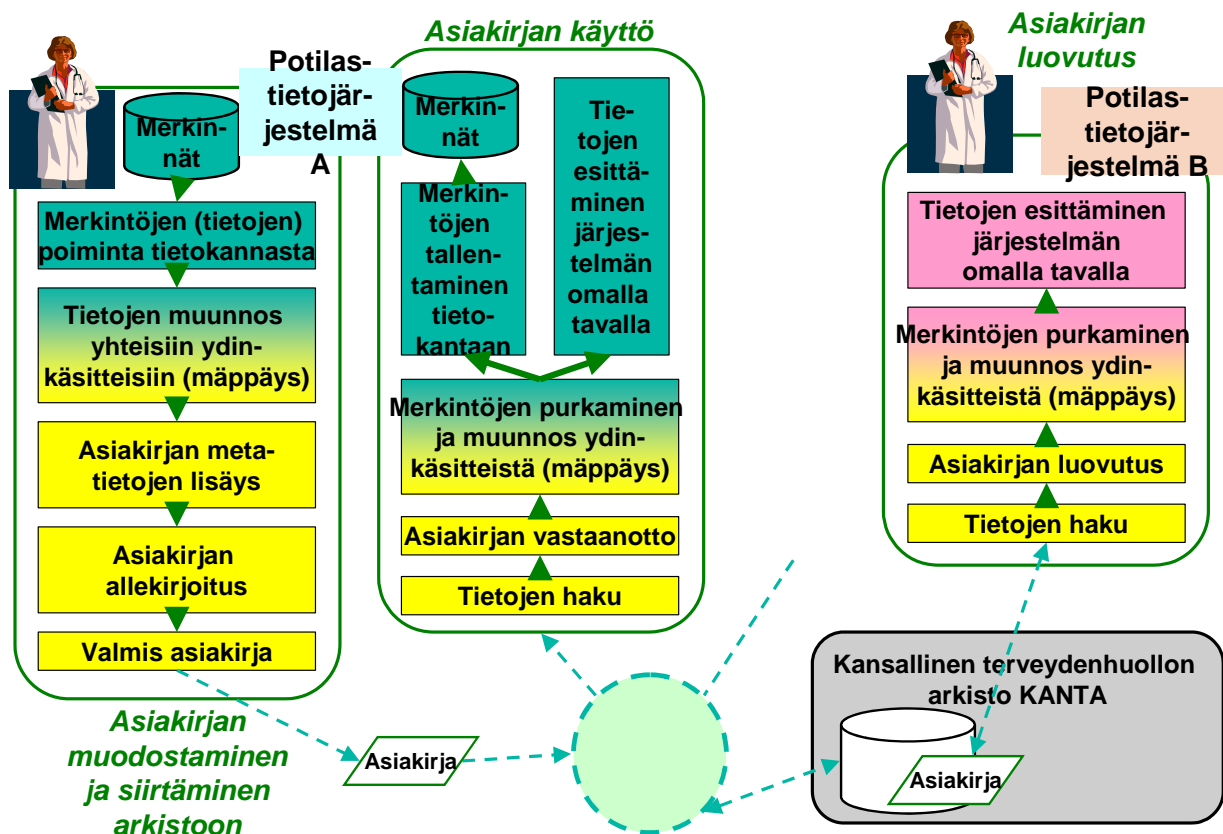 Asiakirjan käyttö
Asiakirjan
luovutus
Potilas-
tietojär-
jestelmä
A
Merkin-
nät
Merkintöjen (tietojen)
poiminta tietokannasta
Tietojen muunnos
yhteisiin ydin-
käsitteisiin (mäppäys)
Asiakirjan meta-
tietojen lisäys
Asiakirjan
allekirjoitus
Valmis asiakirja
Asiakirjan
muodostaminen
ja siirtäminen
arkistoon
Merkin-
nät
Merkin-
töjen
tallen-
taminen
tieto-
kantaan
Tie-
tojen
esittä-
minen
järjes-
telmän
omalla
tavalla
Merkintöjen purkaminen
ja muunnos ydin-
käsitteistä (mäppäys)
Asiakirjan vastaanotto
Tietojen haku
Asiakirja
Potilas-
tietojär-
jestelmä B
Tietojen esittäminen
järjestelmän
omalla tavalla
Merkintöjen purkaminen
ja muunnos ydin-
käsitteistä (mäppäys)
Asiakirjan luovutus
Tietojen haku
Kansallinen terveydenhuollon
arkisto KANTA
Asiakirja